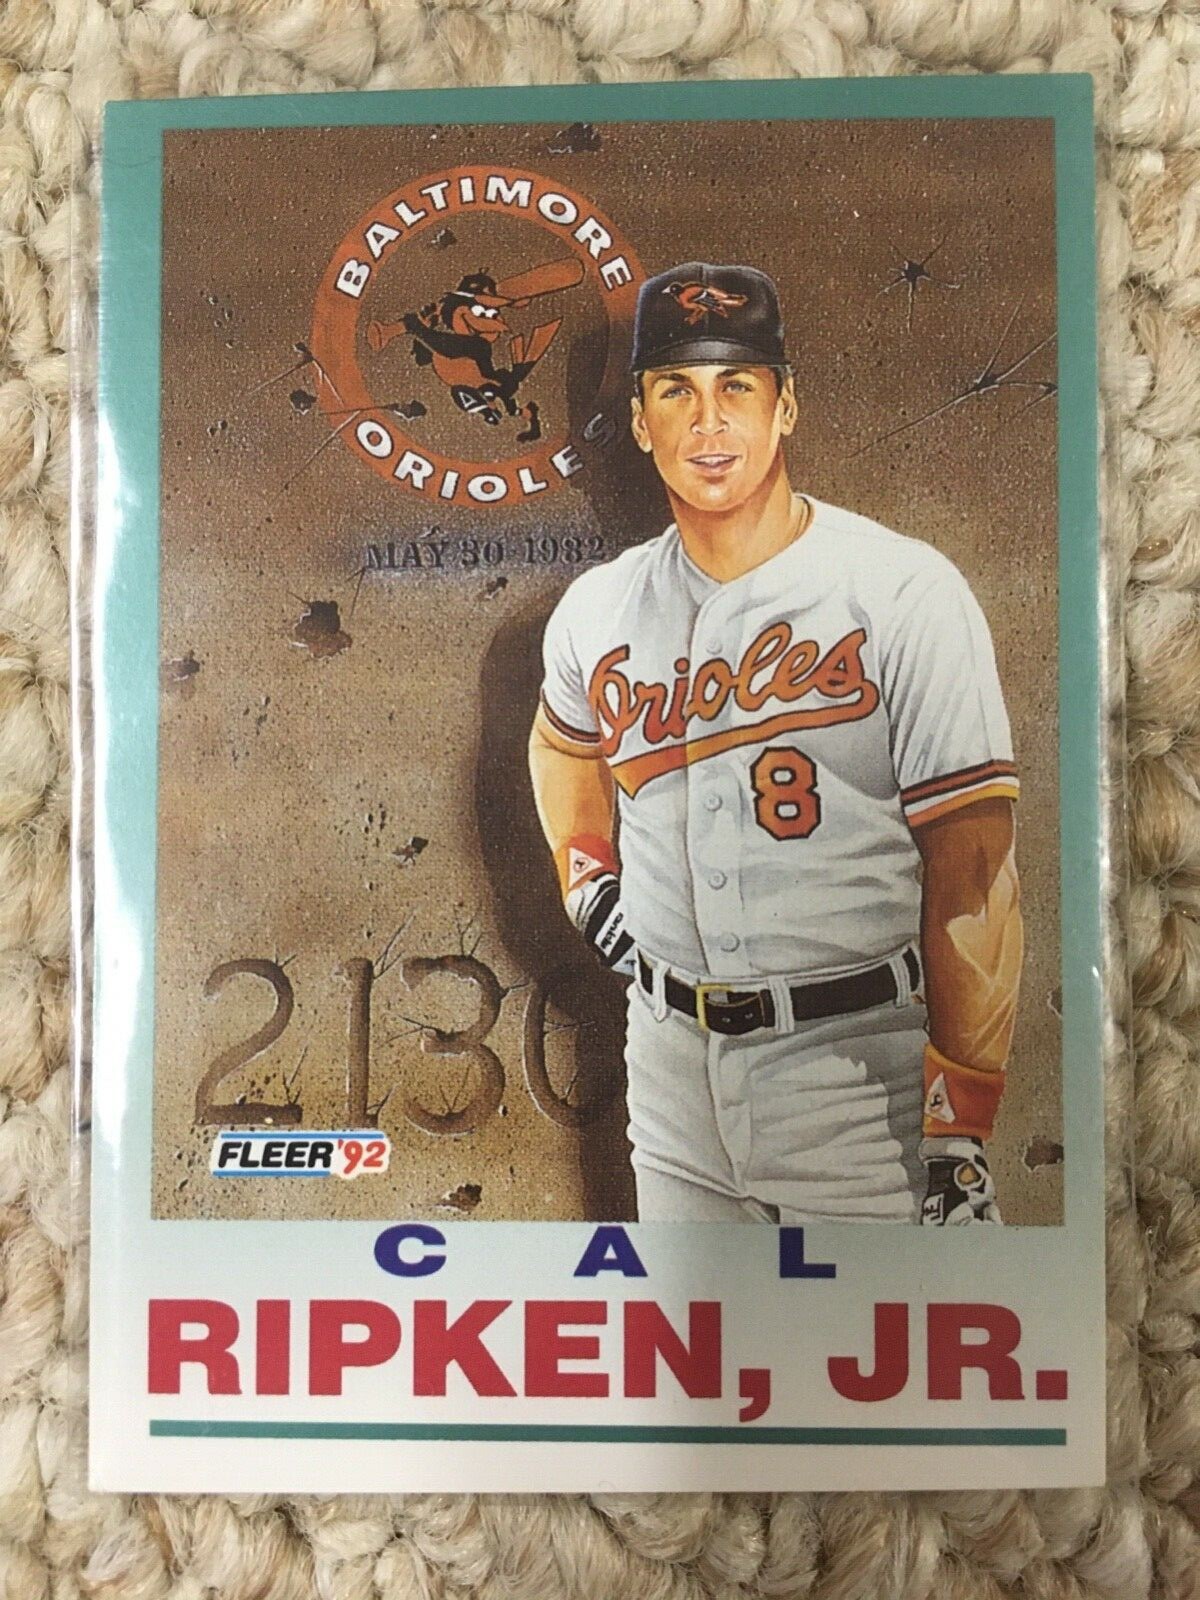 BALTIMORE
ORIOLES
MAY 30 1982
Orioles
8
2130
FLEER '92
CAL
RIPKEN, JR.